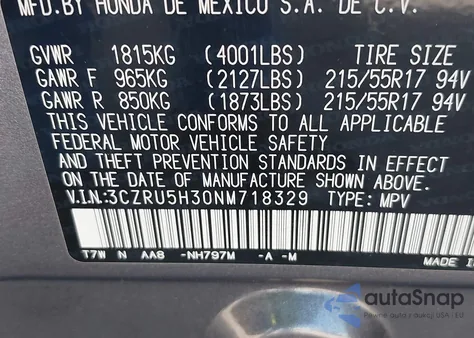 MFD. BY HONDA DE MEXICO S.A. DE C.V.
GVWR 1815KG (4001LBS) TIRE SIZE
GAWR F 965KG (2127LBS) 215/55R17 94V
GAWR R 850KG (1873LBS) 215/55R17 94V
THIS VEHICLE CONFORMS TO ALL APPLICABLE
FEDERAL MOTOR VEHICLE SAFETY
AND THEFT PREVENTION STANDARDS IN EFFECT
ON THE DATE OF MANUFACTURE SHOWN ABOVE.
V.I.N:3CZRU5H30NM718329 TYPE: MPV
T7W N AA8 -NH797M -A -M
MADE I
autoSnap